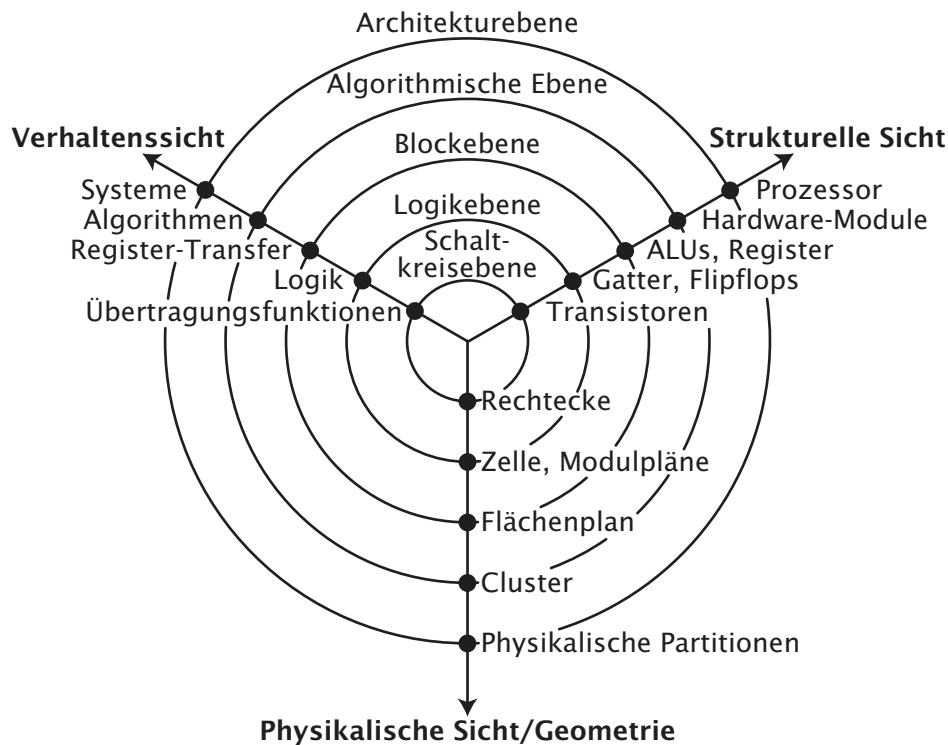 Architekturebene
Algorithmische Ebene
Verhaltenssicht
Strukturelle Sicht
Blockebene
Systeme
Prozessor
Algorithmen
Logikebene
Hardware-Module
Register-Transfer
Schalt-
kreisebene
ALUs, Register
Logik
Gatter, Flipflops
Übertragungsfunktionen
Transistoren
Rechtecke
Zelle, Modulpläne
Flächenplan
Cluster
Physikalische Partitionen
Physikalische Sicht/Geometrie